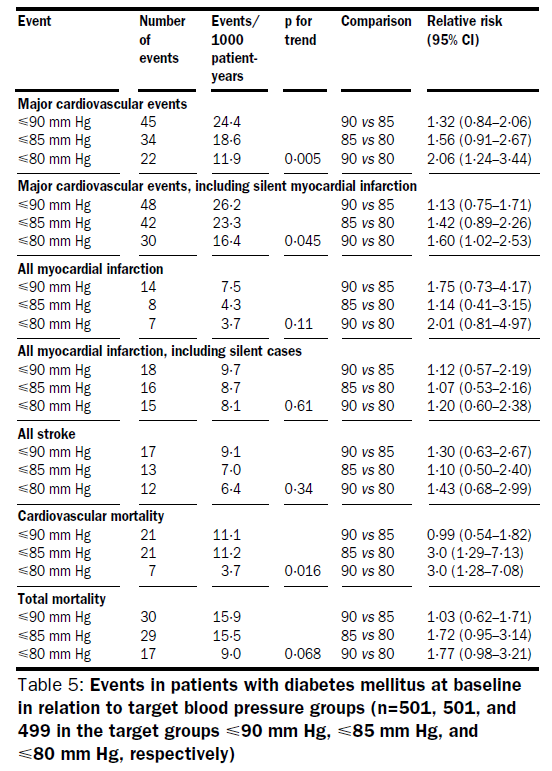 Event Number of events Events/ 1000 patient-years p for trend Comparison Relative risk (95% CI)
Major cardiovascular events
≤90 mm Hg 45 24·4 90 vs 85 1·32 (0·84–2·06)
≤85 mm Hg 34 18·6 85 vs 80 1·56 (0·91–2·67)
≤80 mm Hg 22 11·9 0·005 90 vs 80 2·06 (1·24–3·44)
Major cardiovascular events, including silent myocardial infarction
≤90 mm Hg 48 26·2 90 vs 85 1·13 (0·75–1·71)
≤85 mm Hg 42 23·3 85 vs 80 1·42 (0·89–2·26)
≤80 mm Hg 30 16·4 0·045 90 vs 80 1·60 (1·02–2·53)
All myocardial infarction
≤90 mm Hg 14 7·5 90 vs 85 1·75 (0·73–4·17)
≤85 mm Hg 8 4·3 85 vs 80 1·14 (0·41–3·15)
≤80 mm Hg 7 3·7 0·11 90 vs 80 2·01 (0·81–4·97)
All myocardial infarction, including silent cases
≤90 mm Hg 18 9·7 90 vs 85 1·12 (0·57–2·19)
≤85 mm Hg 16 8·7 85 vs 80 1·07 (0·53–2·16)
≤80 mm Hg 15 8·1 0·61 90 vs 80 1·20 (0·60–2·38)
All stroke
≤90 mm Hg 17 9·1 90 vs 85 1·30 (0·63–2·67)
≤85 mm Hg 13 7·0 85 vs 80 1·10 (0·50–2·40)
≤80 mm Hg 12 6·4 0·34 90 vs 80 1·43 (0·68–2·99)
Cardiovascular mortality
≤90 mm Hg 21 11·1 90 vs 85 0·99 (0·54–1·82)
≤85 mm Hg 21 11·2 85 vs 80 3·0 (1·29–7·13)
≤80 mm Hg 7 3·7 0·016 90 vs 80 3·0 (1·28–7·08)
Total mortality
≤90 mm Hg 30 15·9 90 vs 85 1·03 (0·62–1·71)
≤85 mm Hg 29 15·5 85 vs 80 1·72 (0·95–3·14)
≤80 mm Hg 17 9·0 0·068 90 vs 80 1·77 (0·98–3·21)
Table 5: Events in patients with diabetes mellitus at baseline
in relation to target blood pressure groups (n=501, 501, and
499 in the target groups ≤90 mm Hg, ≤85 mm Hg, and
≤80 mm Hg, respectively)